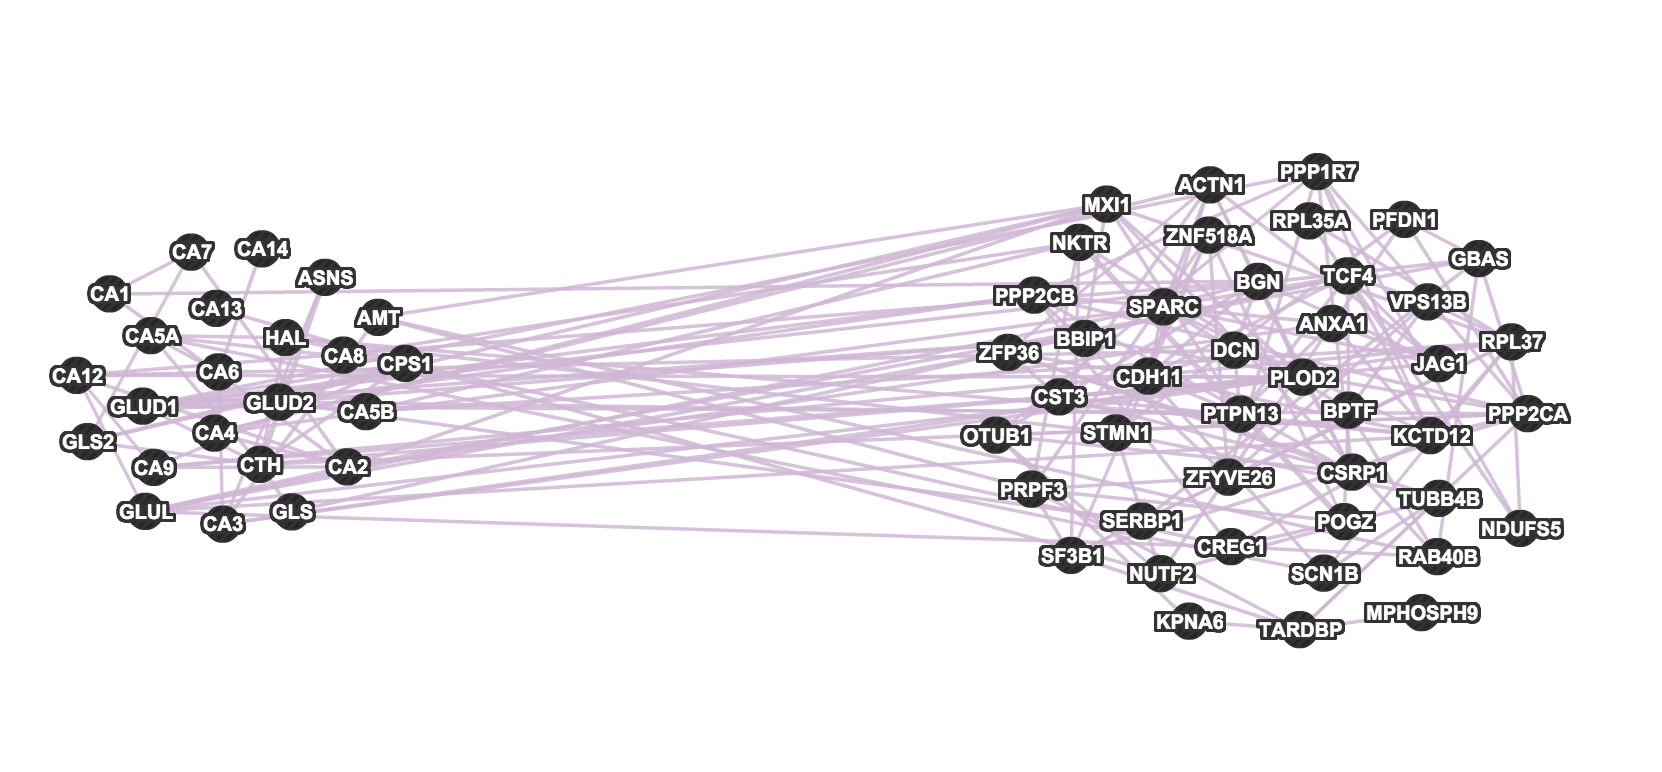 CA7
CA14
ASNS
CA1
CA13
AMT
CA5A
HAL
CA8
CPS1
CA12
CA6
GLUD1
GLUD2
CA5B
GLS2
CA4
CA9
CTH
CA2
GLUL
CA3
GLS
PPP1R7
ACTN1
MXI1
RPL35A
PFDN1
NKTR
ZNF518A
GBAS
BGN
TCF4
PPP2CB
SPARC
VPS13B
ANXA1
BBIP1
RPL37
ZFP36
DCN
JAG1
CDH11
PLOD2
CST3
PTPN13
BPTF
PPP2CA
OTUB1
STMN1
KCTD12
ZFYVE26
CSRP1
PRPF3
TUBB4B
SERBP1
POGZ
NDUFS5
SF3B1
CREG1
RAB40B
NUTF2
SCN1B
KPNA6
TARDBP
MPHOSPH9